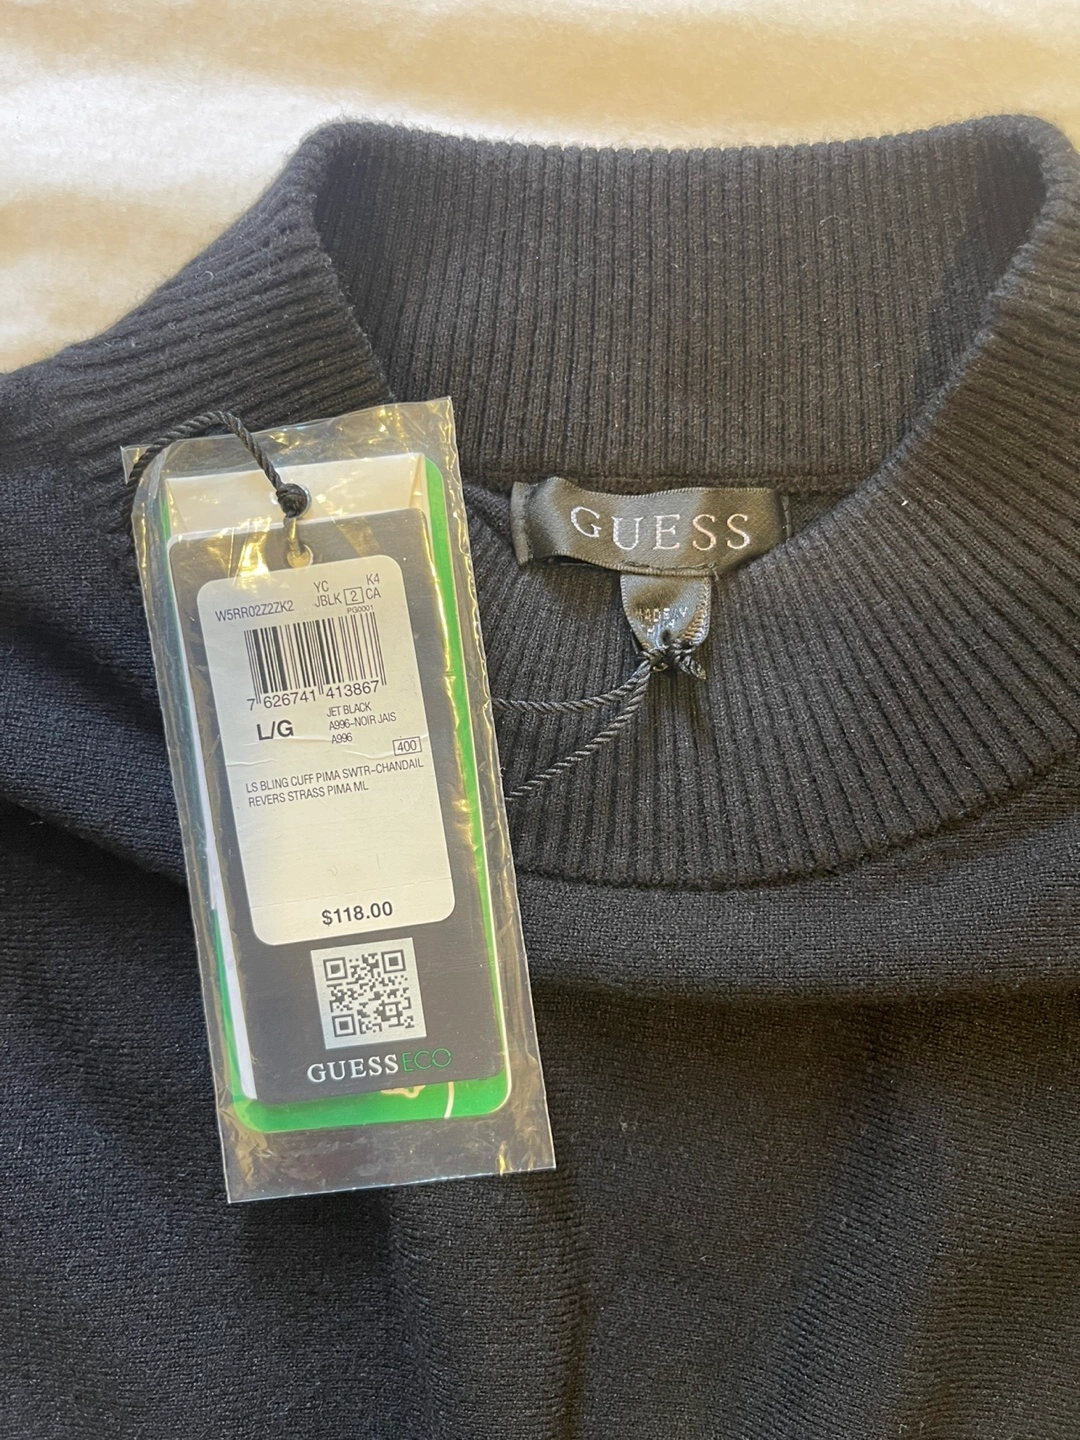 GUESS
MADE
YC
K4
W5RR02Z2ZK2
JBLK 2 CA
PG0001
7 626741 413867
L/G
JET BLACK
A996-NOIR JAIS
A996
400
LS BLING CUFF PIMA SWTR-CHANDAIL
REVERS STRASS PIMA ML
$118.00
GUESSECO